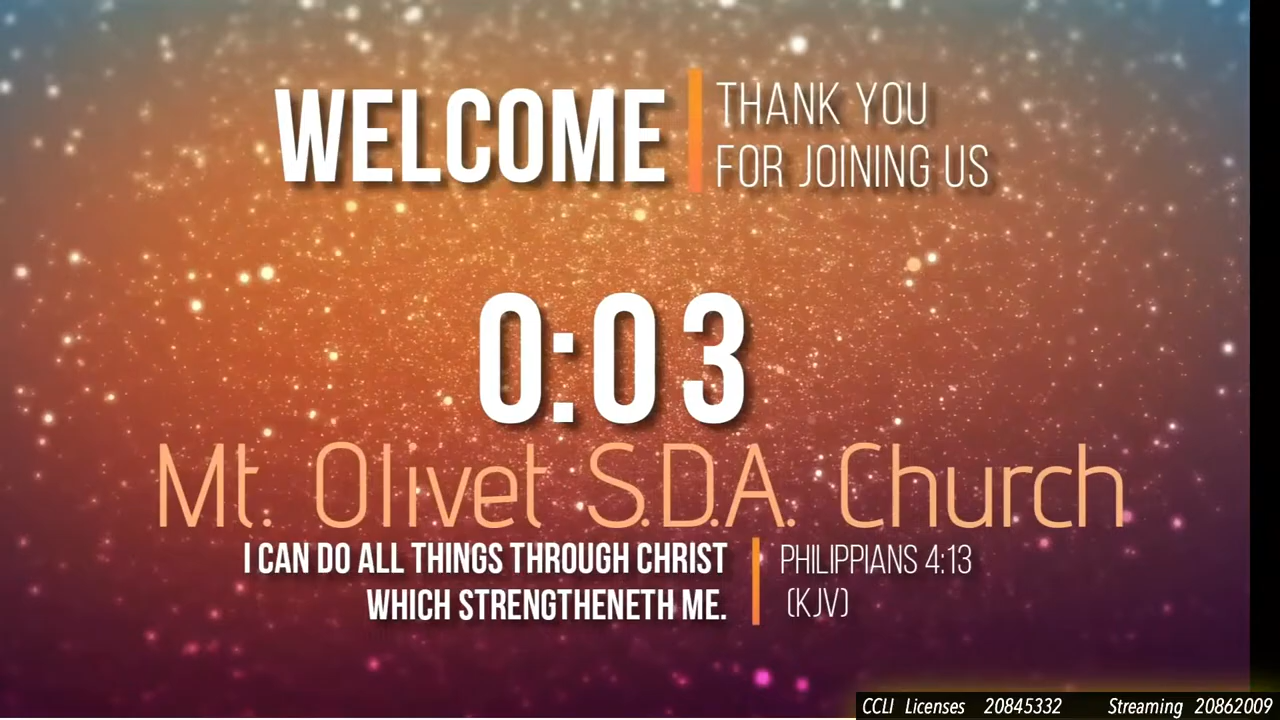 WELCOME
THANK YOU
FOR JOINING US
0:03
Mt. Olivet S.D.A. Church
I CAN DO ALL THINGS THROUGH CHRIST
WHICH STRENGTHENETH ME.
PHILIPPIANS 4:13
(KJV)
CCLI Licenses 20845332 Streaming 20862009